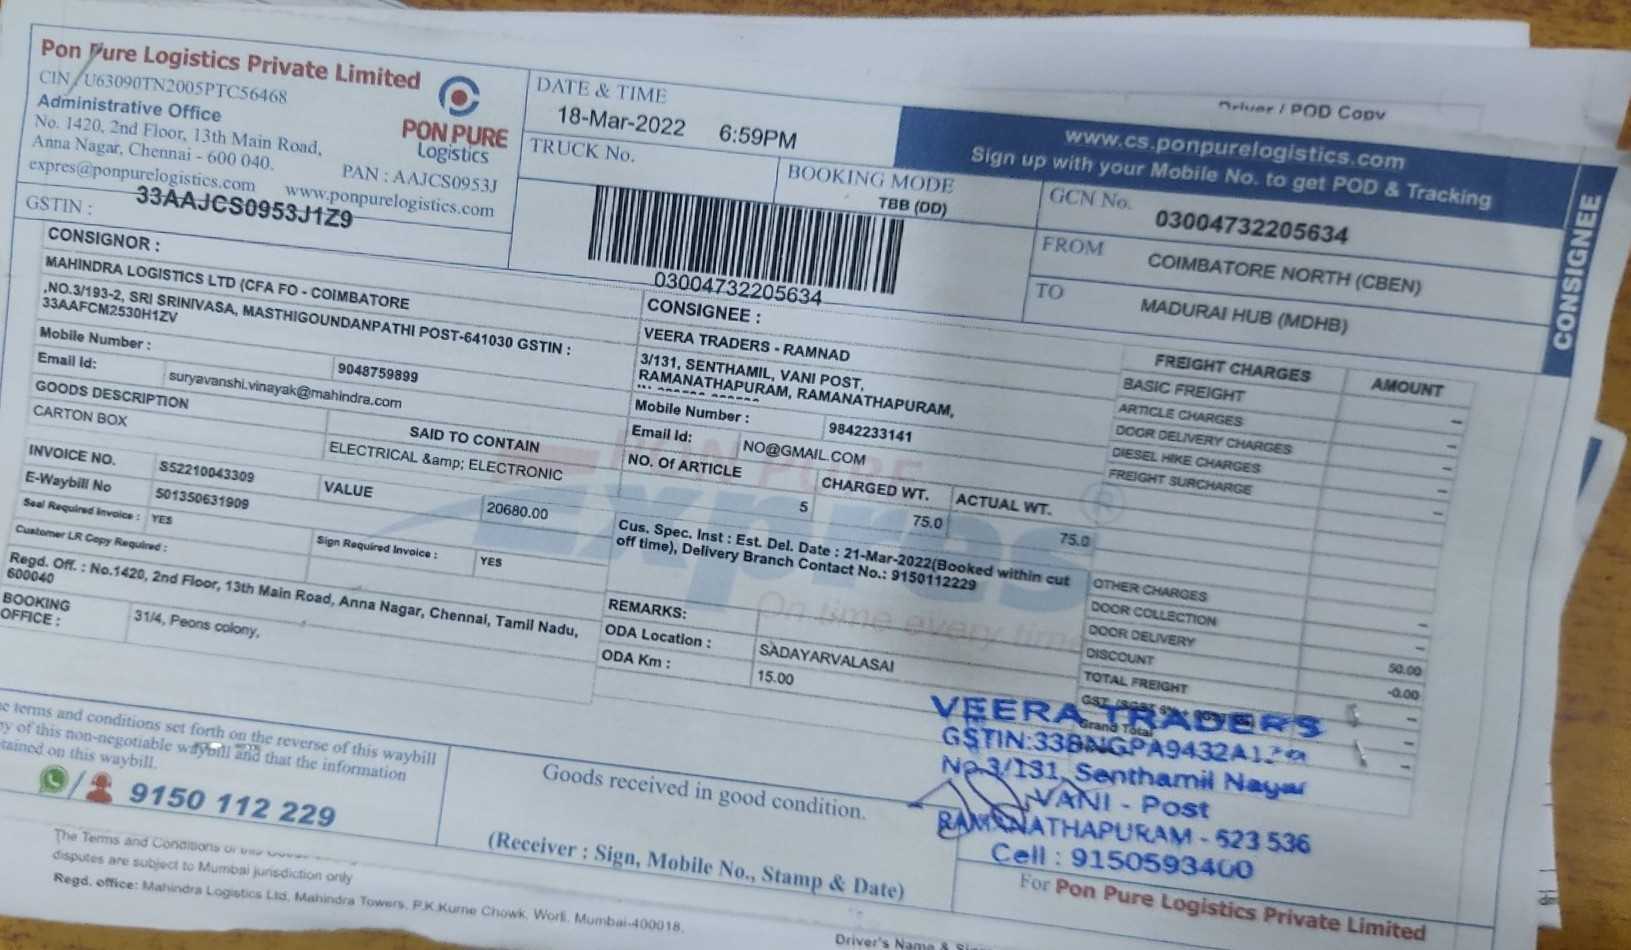 Pon Pure Logistics Private Limited
CIN : U63090TN2005PTC56468
Administrative Office
No. 1420, 2nd Floor, 13th Main Road,
Anna Nagar, Chennai - 600 040.
PAN : AAJCS0953J
expres@ponpurelogistics.com www.ponpurelogistics.com
GSTIN : 33AAJCS0953J1Z9
PON PURE
Logistics
DATE & TIME
18-Mar-2022 6:59PM
TRUCK No.
BOOKING MODE
TBB (DD)
03004732205634
Driver / POD Copy
www.cs.ponpurelogistics.com
Sign up with your Mobile No. to get POD & Tracking
GCN No. 03004732205634
FROM COIMBATORE NORTH (CBEN)
TO MADURAI HUB (MDHB)
CONSIGNEE
CONSIGNOR :
MAHINDRA LOGISTICS LTD (CFA FO - COIMBATORE
,NO.3/193-2, SRI SRINIVASA, MASTHIGOUNDANPATHI POST-641030 GSTIN :
33AAFCM2530H1ZV
Mobile Number : 9048759899
Email Id: suryavanshi.vinayak@mahindra.com
GOODS DESCRIPTION SAID TO CONTAIN
CARTON BOX ELECTRICAL &amp; ELECTRONIC
INVOICE NO. S52210043309 VALUE 20680.00
E-Waybill No 501350631909
Seal Required Invoice : YES Sign Required Invoice : YES
Customer LR Copy Required :
Regd. Off. : No.1420, 2nd Floor, 13th Main Road, Anna Nagar, Chennai, Tamil Nadu,
600040
BOOKING OFFICE : 31/4, Peons colony,
CONSIGNEE :
VEERA TRADERS - RAMNAD
3/131, SENTHAMIL, VANI POST,
RAMANATHAPURAM, RAMANATHAPURAM,
Mobile Number : 9842233141
Email Id: NO@GMAIL.COM
NO. Of ARTICLE CHARGED WT. ACTUAL WT.
5 75.0 75.0
Cus, Spec. Inst : Est. Del. Date : 21-Mar-2022(Booked within cut
off time), Delivery Branch Contact No.: 9150112229
REMARKS:
ODA Location : SADAYARVALASAI
ODA Km : 15.00
PON PURE
Expres
On time every time
FREIGHT CHARGES AMOUNT
BASIC FREIGHT –
ARTICLE CHARGES –
DOOR DELIVERY CHARGES –
DIESEL HIKE CHARGES –
FREIGHT SURCHARGE –
OTHER CHARGES –
DOOR COLLECTION –
DOOR DELIVERY 50.00
DISCOUNT -0.00
TOTAL FREIGHT –
GST –
Grand Total –
VEERA TRADERS
No.3/131, Senthamil Nagar
VANI - Post
RAMANATHAPURAM - 623 536
Cell : 9150593400
For Pon Pure Logistics Private Limited
terms and conditions set forth on the reverse of this waybill
of this non-negotiable waybill and that the information
on this waybill.
9150 112 229
Goods received in good condition.
(Receiver : Sign, Mobile No., Stamp & Date)
The Terms and Conditions
disputes are subject to Mumbai jurisdiction only
Regd. office: Mahindra Logistics Ltd, Mahindra Towers, P.K.Kurne Chowk, Worli, Mumbai-400018.
Driver's Name &